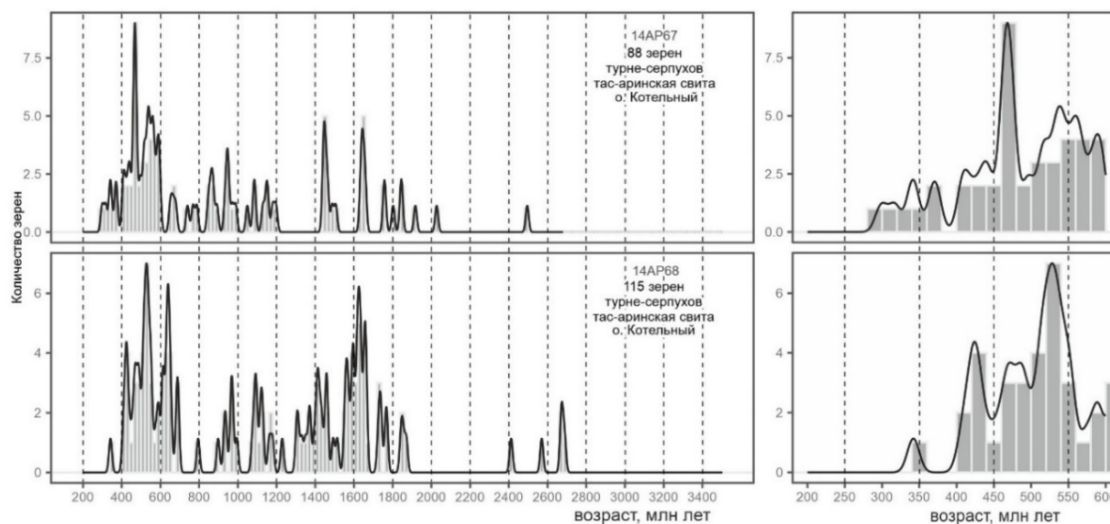 Количество зерен
7.5
5.0
2.5
0.0
14АР67
88 зерен
турне-серпухов
тас-аринская свита
о. Котельный
6
4
2
0
14АР68
115 зерен
турне-серпухов
тас-аринская свита
о. Котельный
200 400 600 800 1000 1200 1400 1600 1800 2000 2200 2400 2600 2800 3000 3200 3400
возраст, млн лет
7.5
5.0
2.5
0.0
6
4
2
0
200 250 300 350 400 450 500 550 600
возраст, млн лет